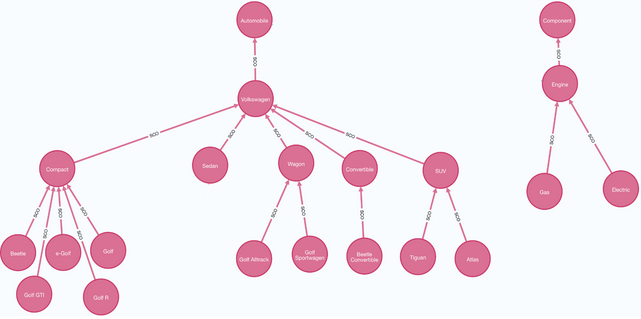 Automobile
Component
SCO
SCO
Engine
Volkswagen
SCO
SCO
SCO
SCO
SCO
SCO
SCO
Compact
Sedan
Wagon
Convertible
SUV
Gas
Electric
SCO
SCO
SCO
SCO
SCO
SCO
SCO
SCO
SCO
SCO
Beetle
e-Golf
Golf
Golf Alltrack
Golf
Sportwagen
Beetle
Convertible
Tiguan
Atlas
Golf GTI
Golf R